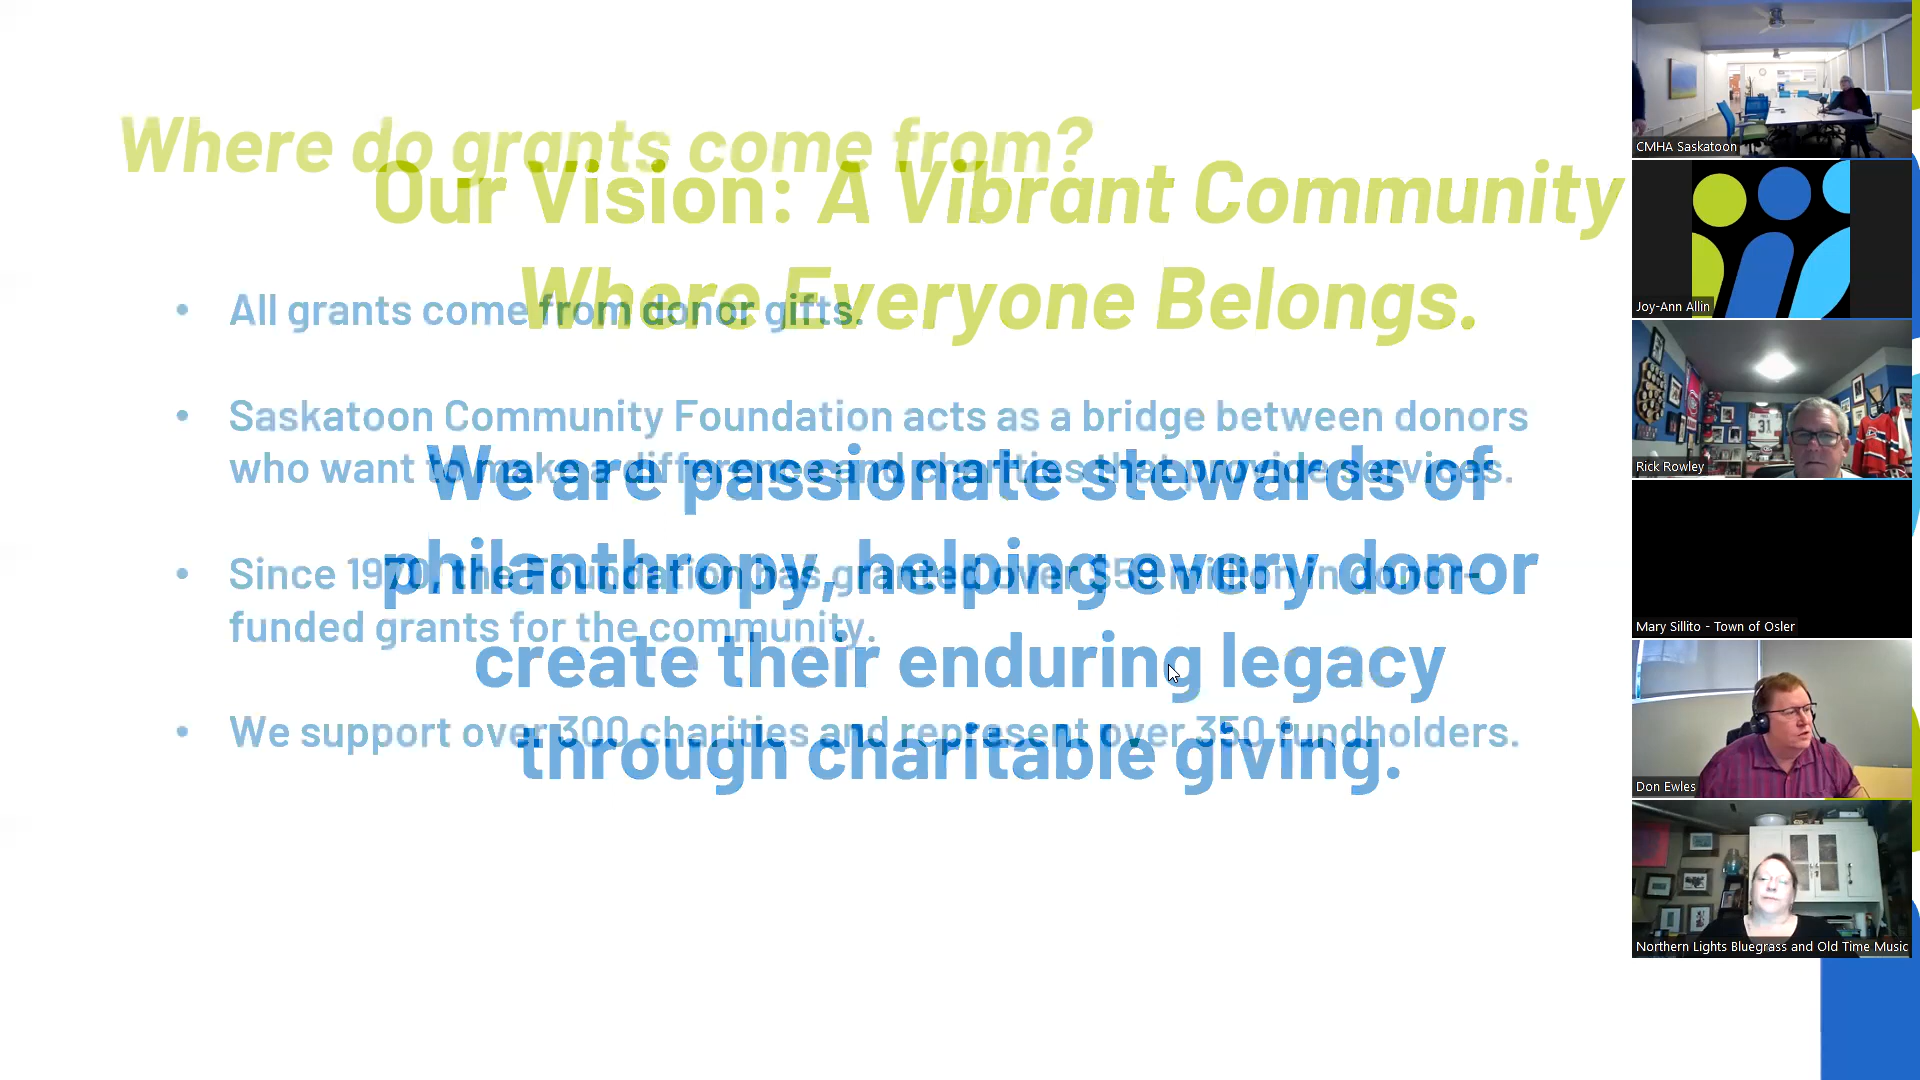 Where do grants come from?
Our Vision: A Vibrant Community
Where Everyone Belongs.
• All grants come from donor gifts.
• Saskatoon Community Foundation acts as a bridge between donors
who want to make a difference and charities that provide services.
We are passionate stewards of
philanthropy, helping every donor
create their enduring legacy
through charitable giving.
• Since 1970, the Foundation has granted over million in donor-
funded grants for the community.
• We support over 300 charities and represent over 350 fundholders.
CMHA Saskatoon
Joy-Ann Allin
31
Rick Rowley
Mary Sillito - Town of Osler
Don Ewles
Northern Lights Bluegrass and Old Time Music